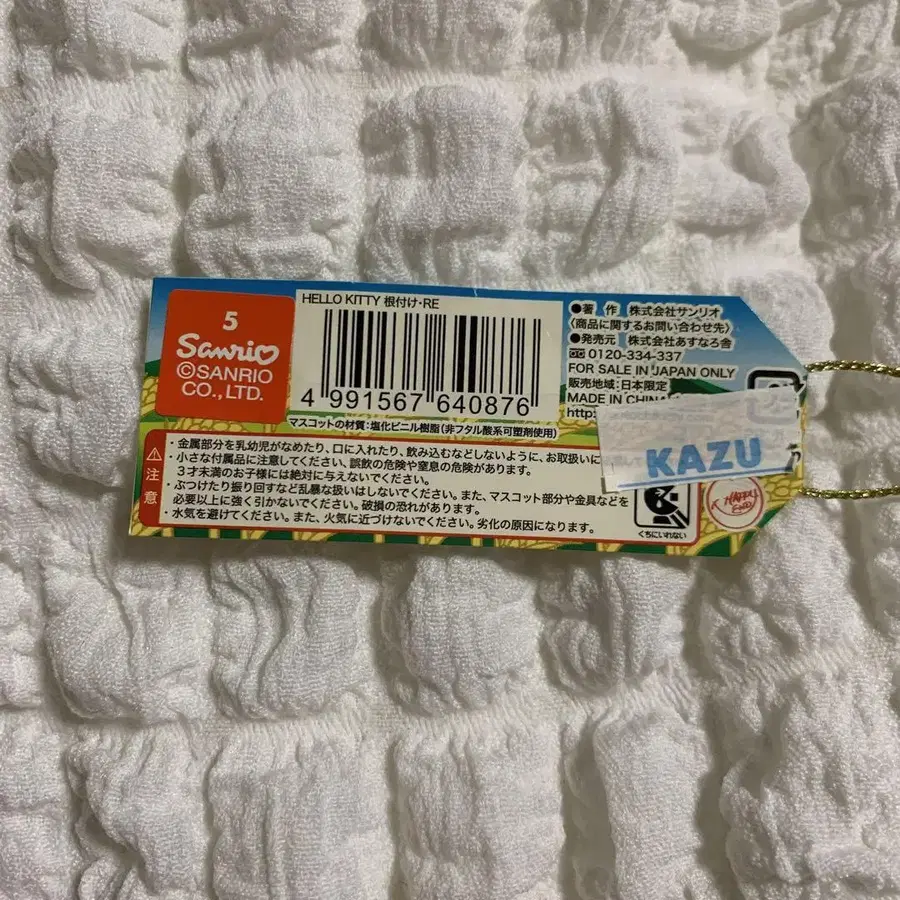 5
Sanrio
©SANRIO
CO.,LTD.
HELLO KITTY 根付け・RE
4 991567 640876
マスコットの材質:塩化ビニル樹脂(非フタル酸系可塑剤使用)
●著 作 株式会社サンリオ
〈商品に関するお問い合わせ先〉
●発売元 株式会社あすなろ舎
0120-334-337
FOR SALE IN JAPAN ONLY
販売地域:日本限定
MADE IN CHINA
http:
KAZU
注意
・金属部分を乳幼児がなめたり、口に入れたり、飲み込むなどしないように、お取扱いに
・小さな付属品に注意してください。誤飲の危険や窒息の危険があります。
3才未満のお子様には絶対に与えないでください。
・ぶつけたり振り回すなど乱暴な扱いはしないでください。また、マスコット部分や金具などを
必要以上に強く引かないでください。破損の恐れがあります。
・水気を避けてください。また、火気に近づけないでください。劣化の原因になります。
くちにいれない
HAPPY